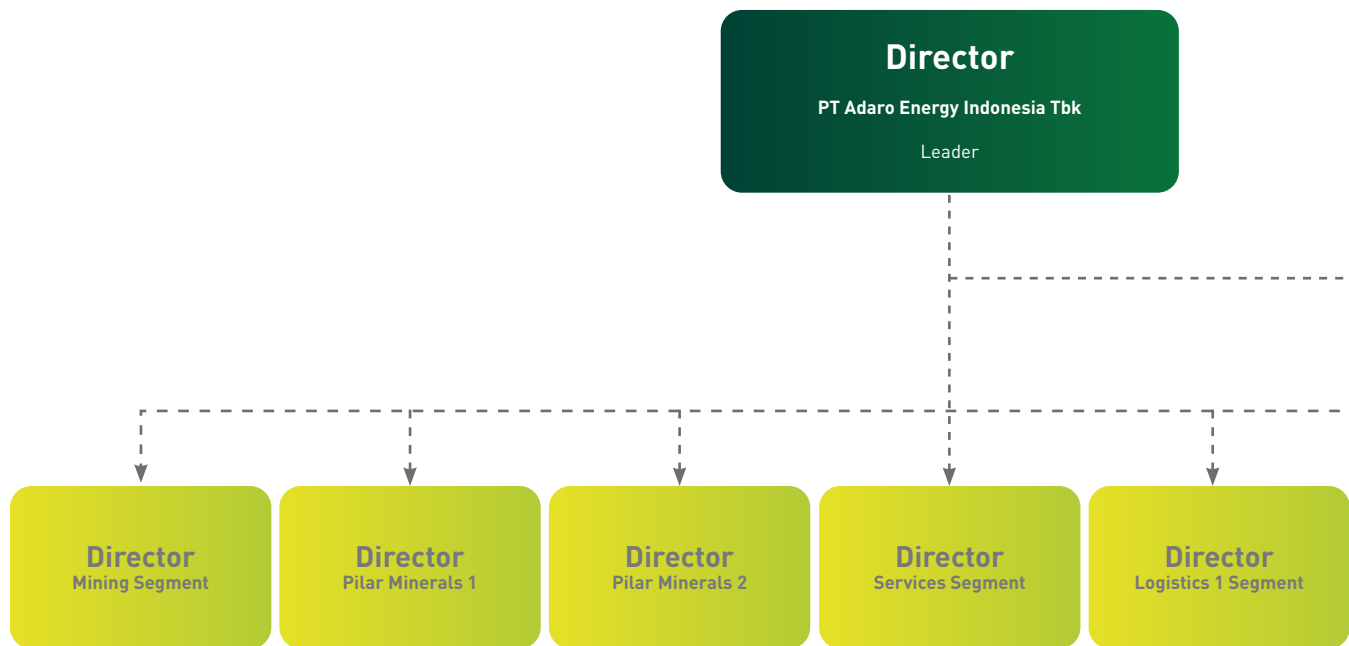 Director
PT Adaro Energy Indonesia Tbk
Leader
Director
Mining Segment
Director
Pilar Minerals 1
Director
Pilar Minerals 2
Director
Services Segment
Director
Logistics 1 Segment